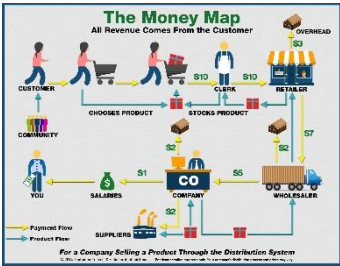 The Money Map
All Revenue Comes From the Customer
OVERHEAD
$3
$10
$10
CUSTOMER
CLERK
RETAILER
CHOOSES PRODUCT
STOCKS PRODUCT
COMMUNITY
$7
$2
$2
$1
CO
$5
YOU
SALARIES
COMPANY
WHOLESALER
$2
SUPPLIERS
Payment Flow
Product Flow
For a Company Selling a Product Through the Distribution System